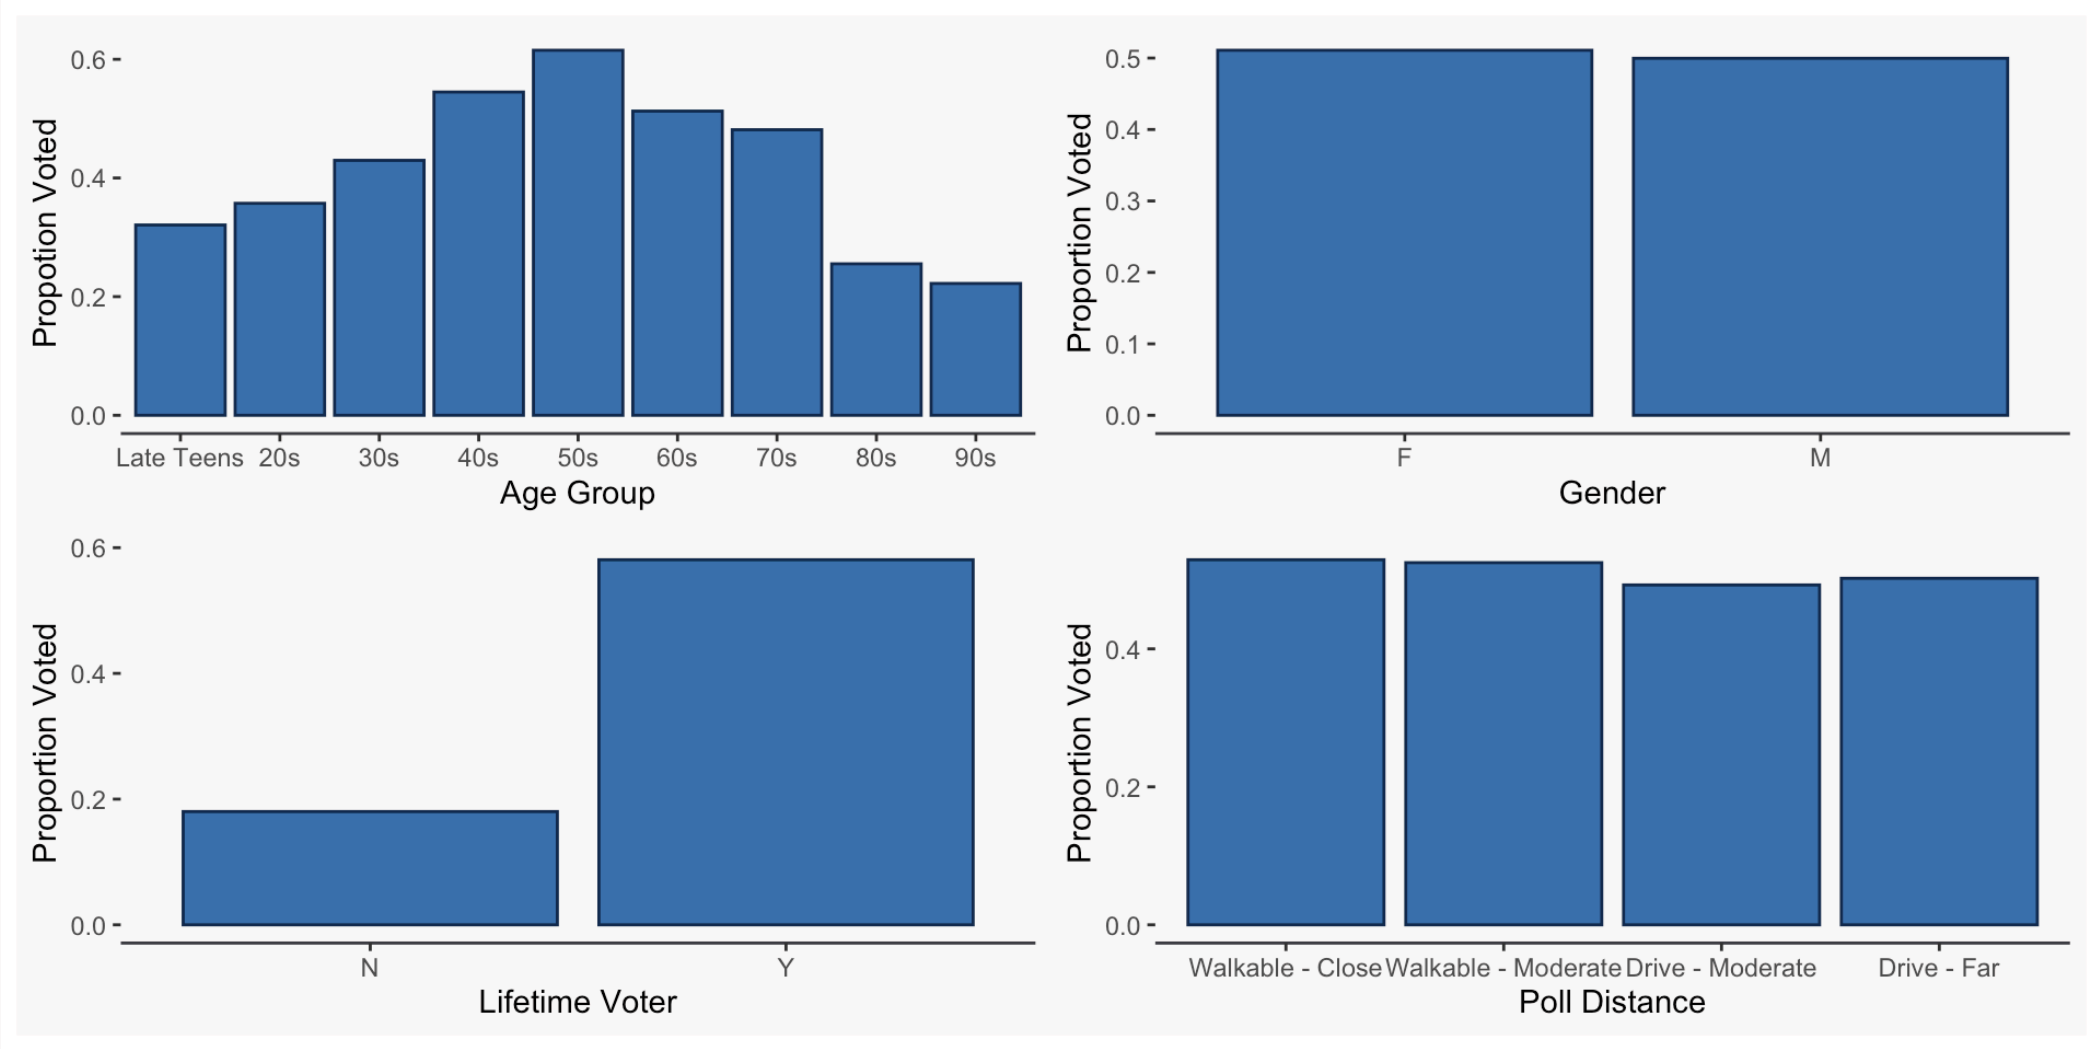 Propotion Voted
0.6
0.4
0.2
0.0
Late Teens 20s 30s 40s 50s 60s 70s 80s 90s
Age Group
Proportion Voted
0.5
0.4
0.3
0.2
0.1
0.0
F M
Gender
Proportion Voted
0.6
0.4
0.2
0.0
N Y
Lifetime Voter
Proportion Voted
0.4
0.2
0.0
Walkable - Close Walkable - Moderate Drive - Moderate Drive - Far
Poll Distance